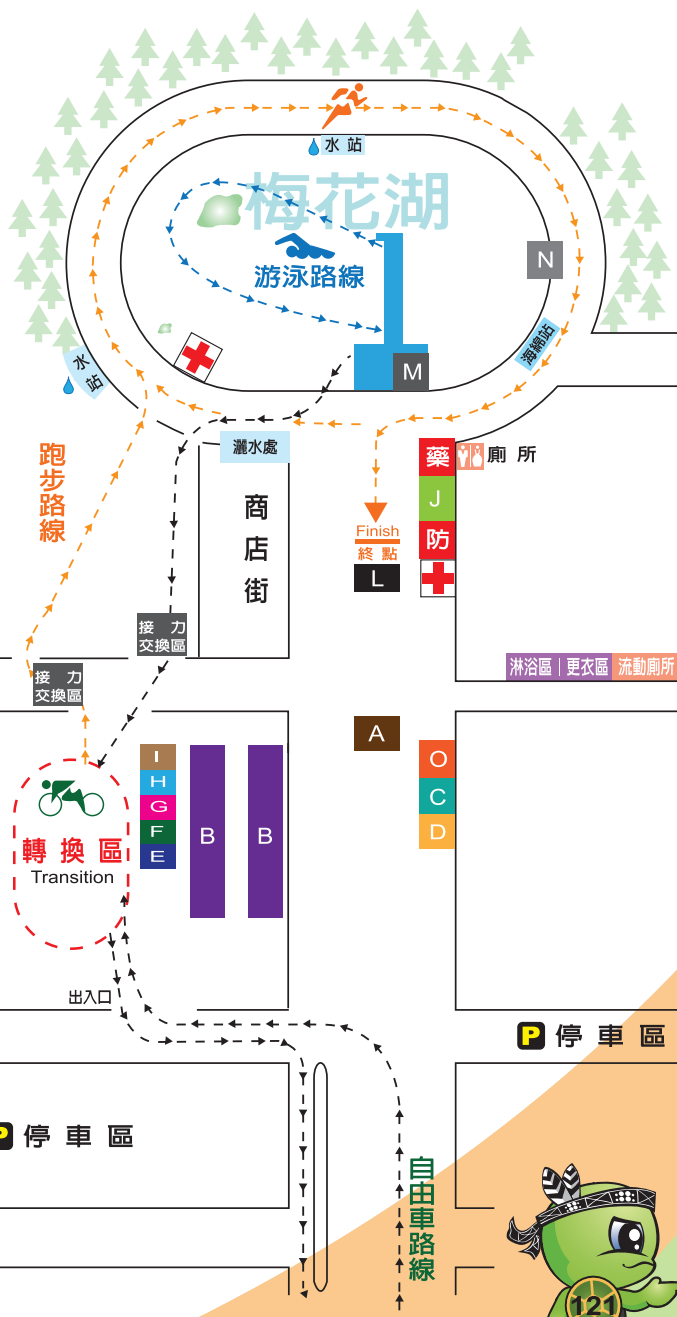 水 站
梅花湖
游泳路線
N
海綿站
M
水
站
灑水處
藥
廁 所
跑步路線
商店街
J
防
Finish
終 點
L
接 力
交換區
接 力
交換區
淋浴區 | 更衣區 流動廁所
A
I
H
G
F
E
B
B
O
C
D
轉 換 區
Transition
出入口
P 停 車 區
P 停 車 區
自由車路線
121